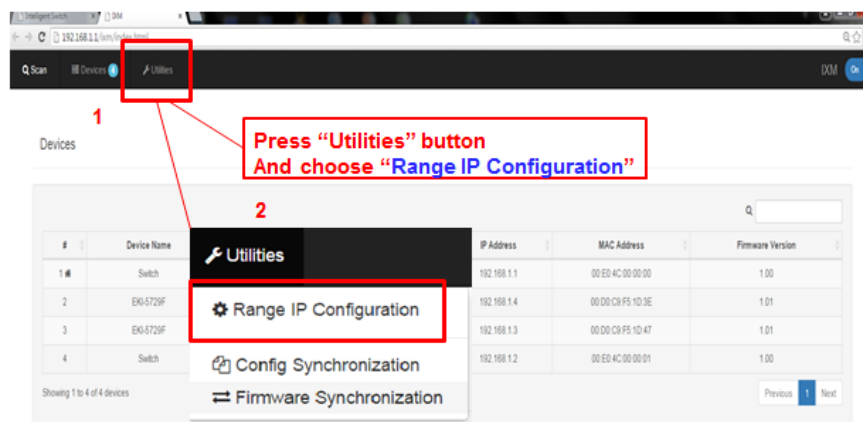 Intelligent Switch
DIM
192.168.1.1/ixm/index.html
Scan
Devices 4
Utilities
IXM
On
1
Devices
Press “Utilities” button
And choose “Range IP Configuration”
2
Utilities
Range IP Configuration
Config Synchronization
Firmware Synchronization
# Device Name IP Address MAC Address Firmware Version
1 Switch 192.168.1.1 00:E0:4C:00:00:00 1.00
2 EKI-5729F 192.168.1.4 00:D0:C9:F5:1D:3E 1.01
3 EKI-5729F 192.168.1.3 00:D0:C9:F5:1D:47 1.01
4 Switch 192.168.1.2 00:E0:4C:00:00:01 1.00
Showing 1 to 4 of 4 devices
Previous 1 Next